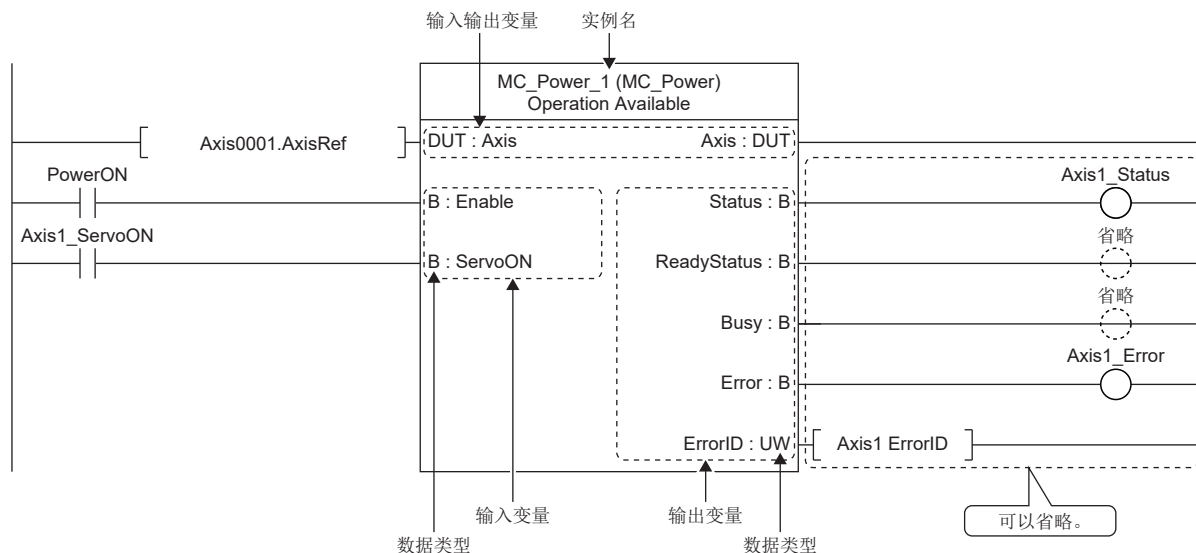 输入输出变量 实例名
MC_Power_1 (MC_Power)
Operation Available
Axis0001.AxisRef DUT : Axis Axis : DUT
PowerON B : Enable Status : B Axis1_Status
Axis1_ServoON B : ServoON ReadyStatus : B 省略
Busy : B 省略
Error : B Axis1_Error
ErrorID : UW Axis1 ErrorID
输入变量 输出变量 可以省略。
数据类型 数据类型